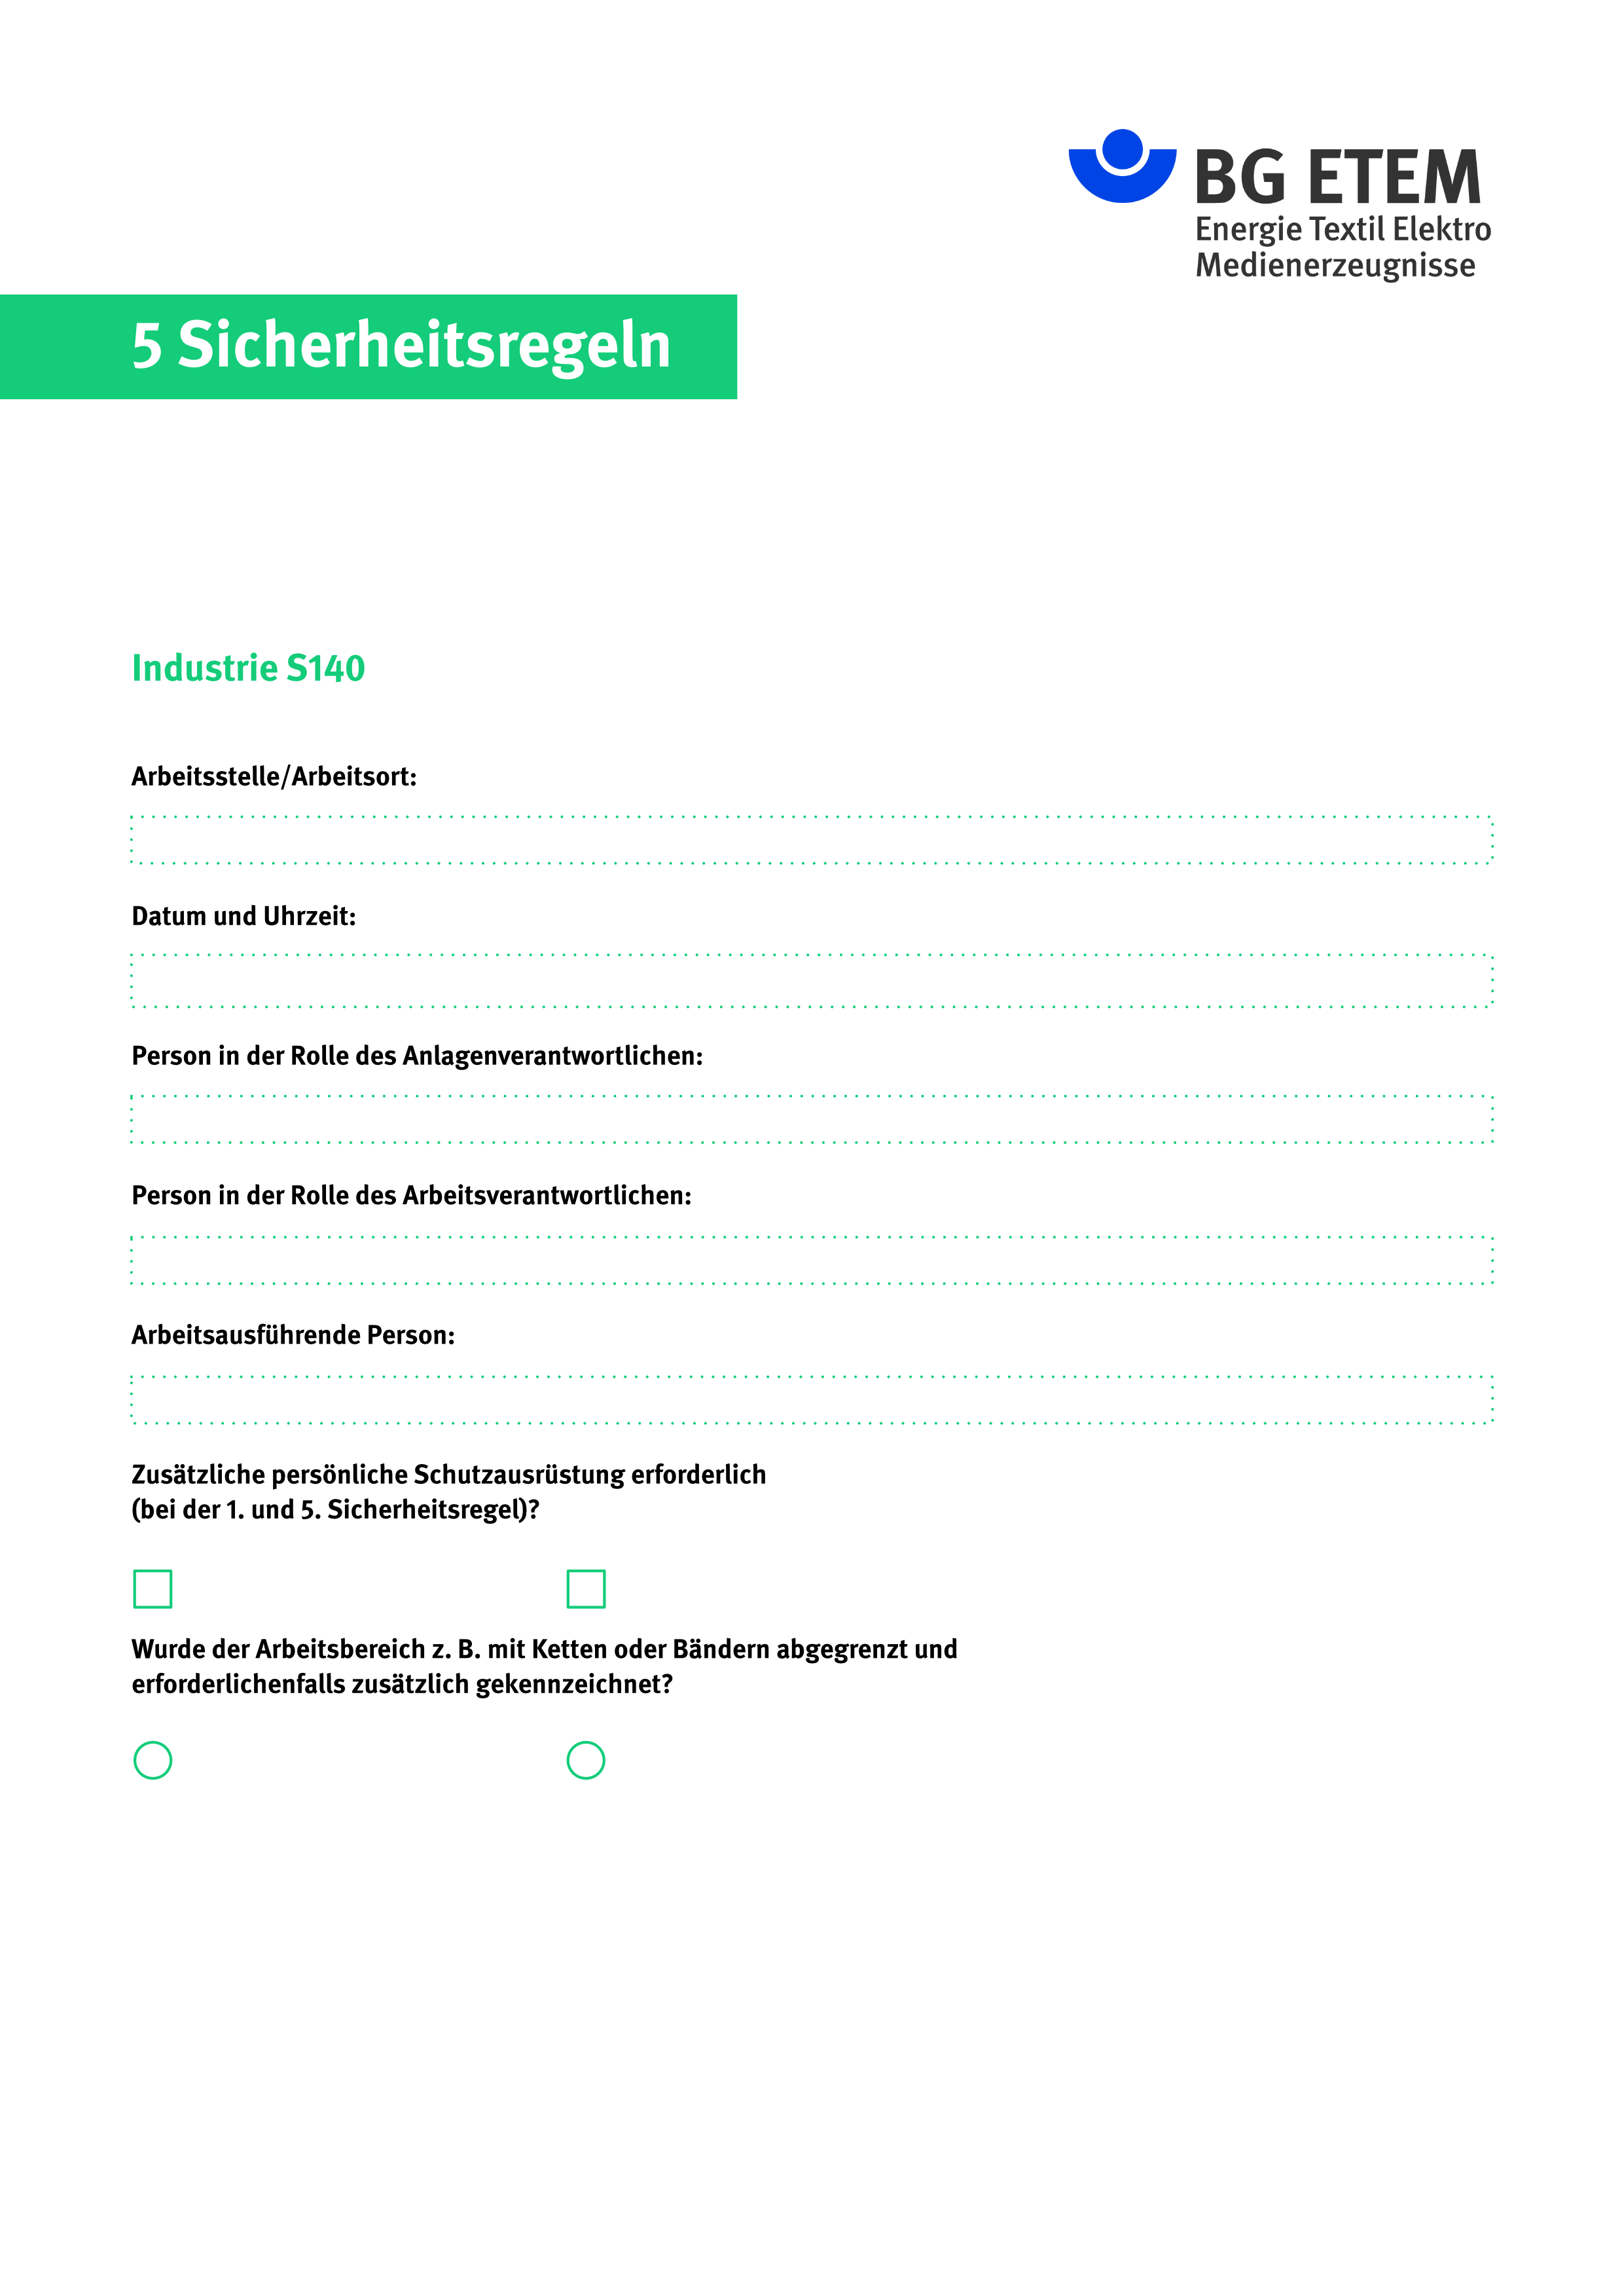 BG ETEM
Energie Textil Elektro
Medienerzeugnisse
5 Sicherheitsregeln
Industrie S140
Arbeitsstelle/Arbeitsort:
Datum und Uhrzeit:
Person in der Rolle des Anlagenverantwortlichen:
Person in der Rolle des Arbeitsverantwortlichen:
Arbeitsausführende Person:
Zusätzliche persönliche Schutzausrüstung erforderlich
(bei der 1. und 5. Sicherheitsregel)?
Wurde der Arbeitsbereich z. B. mit Ketten oder Bändern abgegrenzt und
erforderlichenfalls zusätzlich gekennzeichnet?